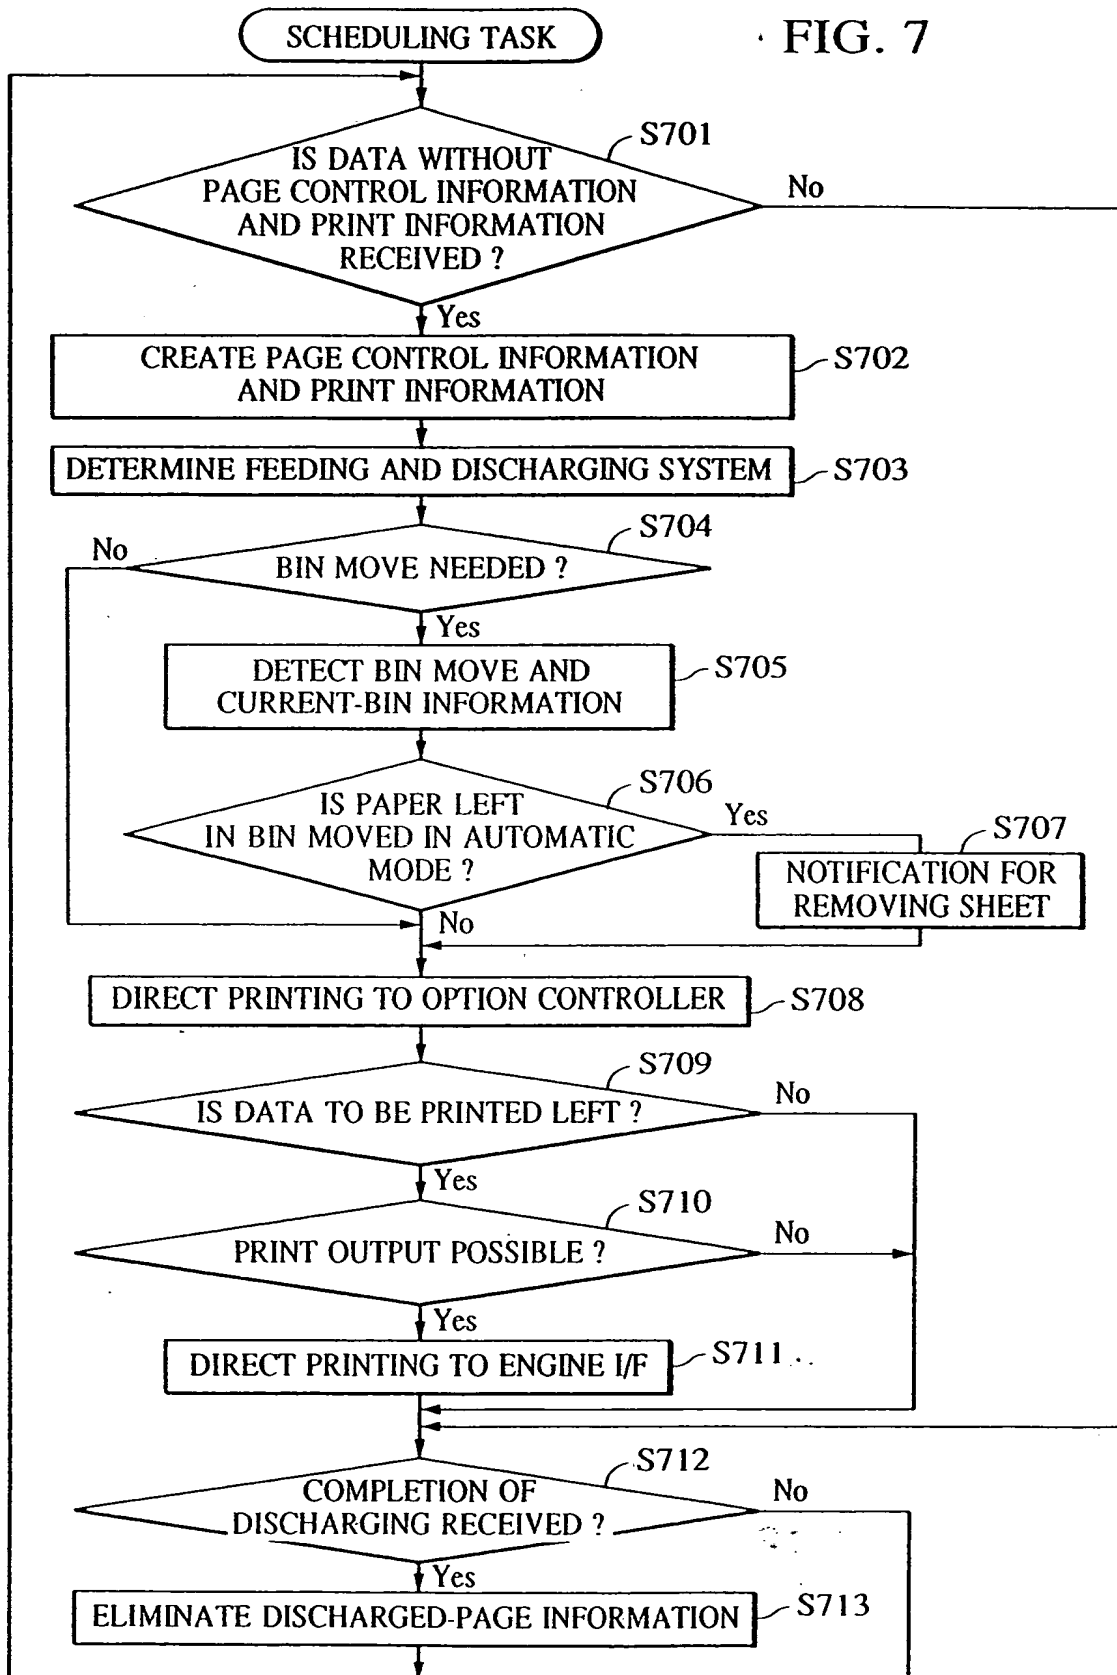 SCHEDULING TASK
FIG. 7
S701
IS DATA WITHOUT
PAGE CONTROL INFORMATION
AND PRINT INFORMATION
RECEIVED ?
No
Yes
CREATE PAGE CONTROL INFORMATION
AND PRINT INFORMATION
S702
DETERMINE FEEDING AND DISCHARGING SYSTEM
S703
S704
No
BIN MOVE NEEDED ?
Yes
DETECT BIN MOVE AND
CURRENT-BIN INFORMATION
S705
S706
IS PAPER LEFT
IN BIN MOVED IN AUTOMATIC
MODE ?
Yes
S707
NOTIFICATION FOR
REMOVING SHEET
No
DIRECT PRINTING TO OPTION CONTROLLER
S708
S709
IS DATA TO BE PRINTED LEFT ?
No
Yes
S710
PRINT OUTPUT POSSIBLE ?
No
Yes
DIRECT PRINTING TO ENGINE I/F
S711
S712
COMPLETION OF
DISCHARGING RECEIVED ?
No
Yes
ELIMINATE DISCHARGED-PAGE INFORMATION
S713